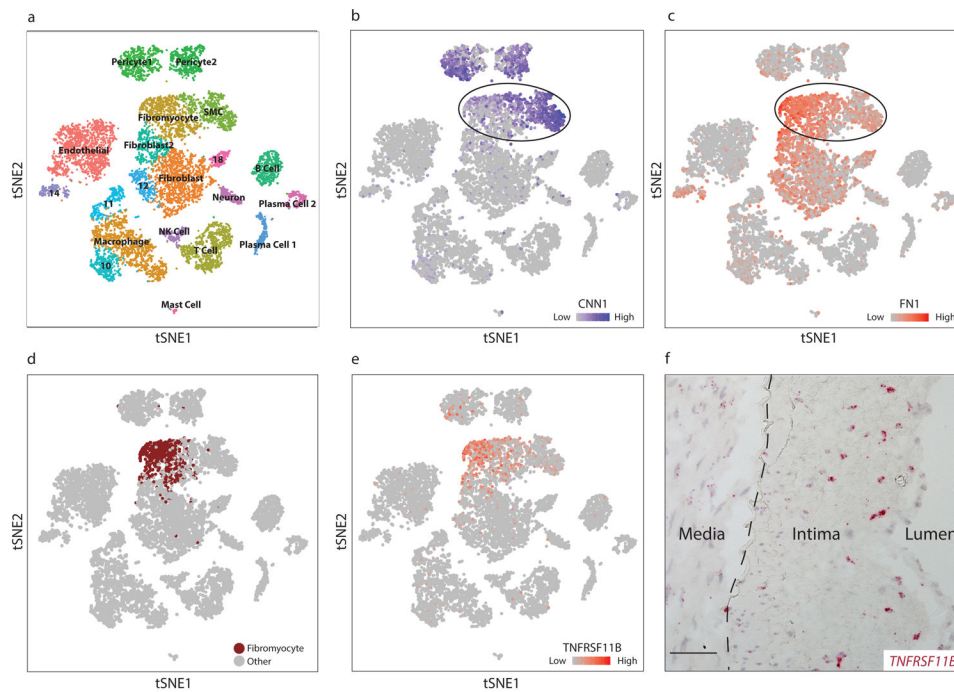 a
Pericyte1
Pericyte2
Fibromyocyte
SMC
Endothelial
Fibroblast2
18
B Cell
14
12
Fibroblast
11
Neuron
Plasma Cell 2
Macrophage
NK Cell
T Cell
Plasma Cell 1
10
Mast Cell
tSNE2
tSNE1
b
CNN1
Low High
tSNE2
tSNE1
c
FN1
Low High
tSNE2
tSNE1
d
Fibromyocyte
Other
tSNE2
tSNE1
e
TNFRSF11B
Low High
tSNE2
tSNE1
f
Media
Intima
Lumen
TNFRSF11B